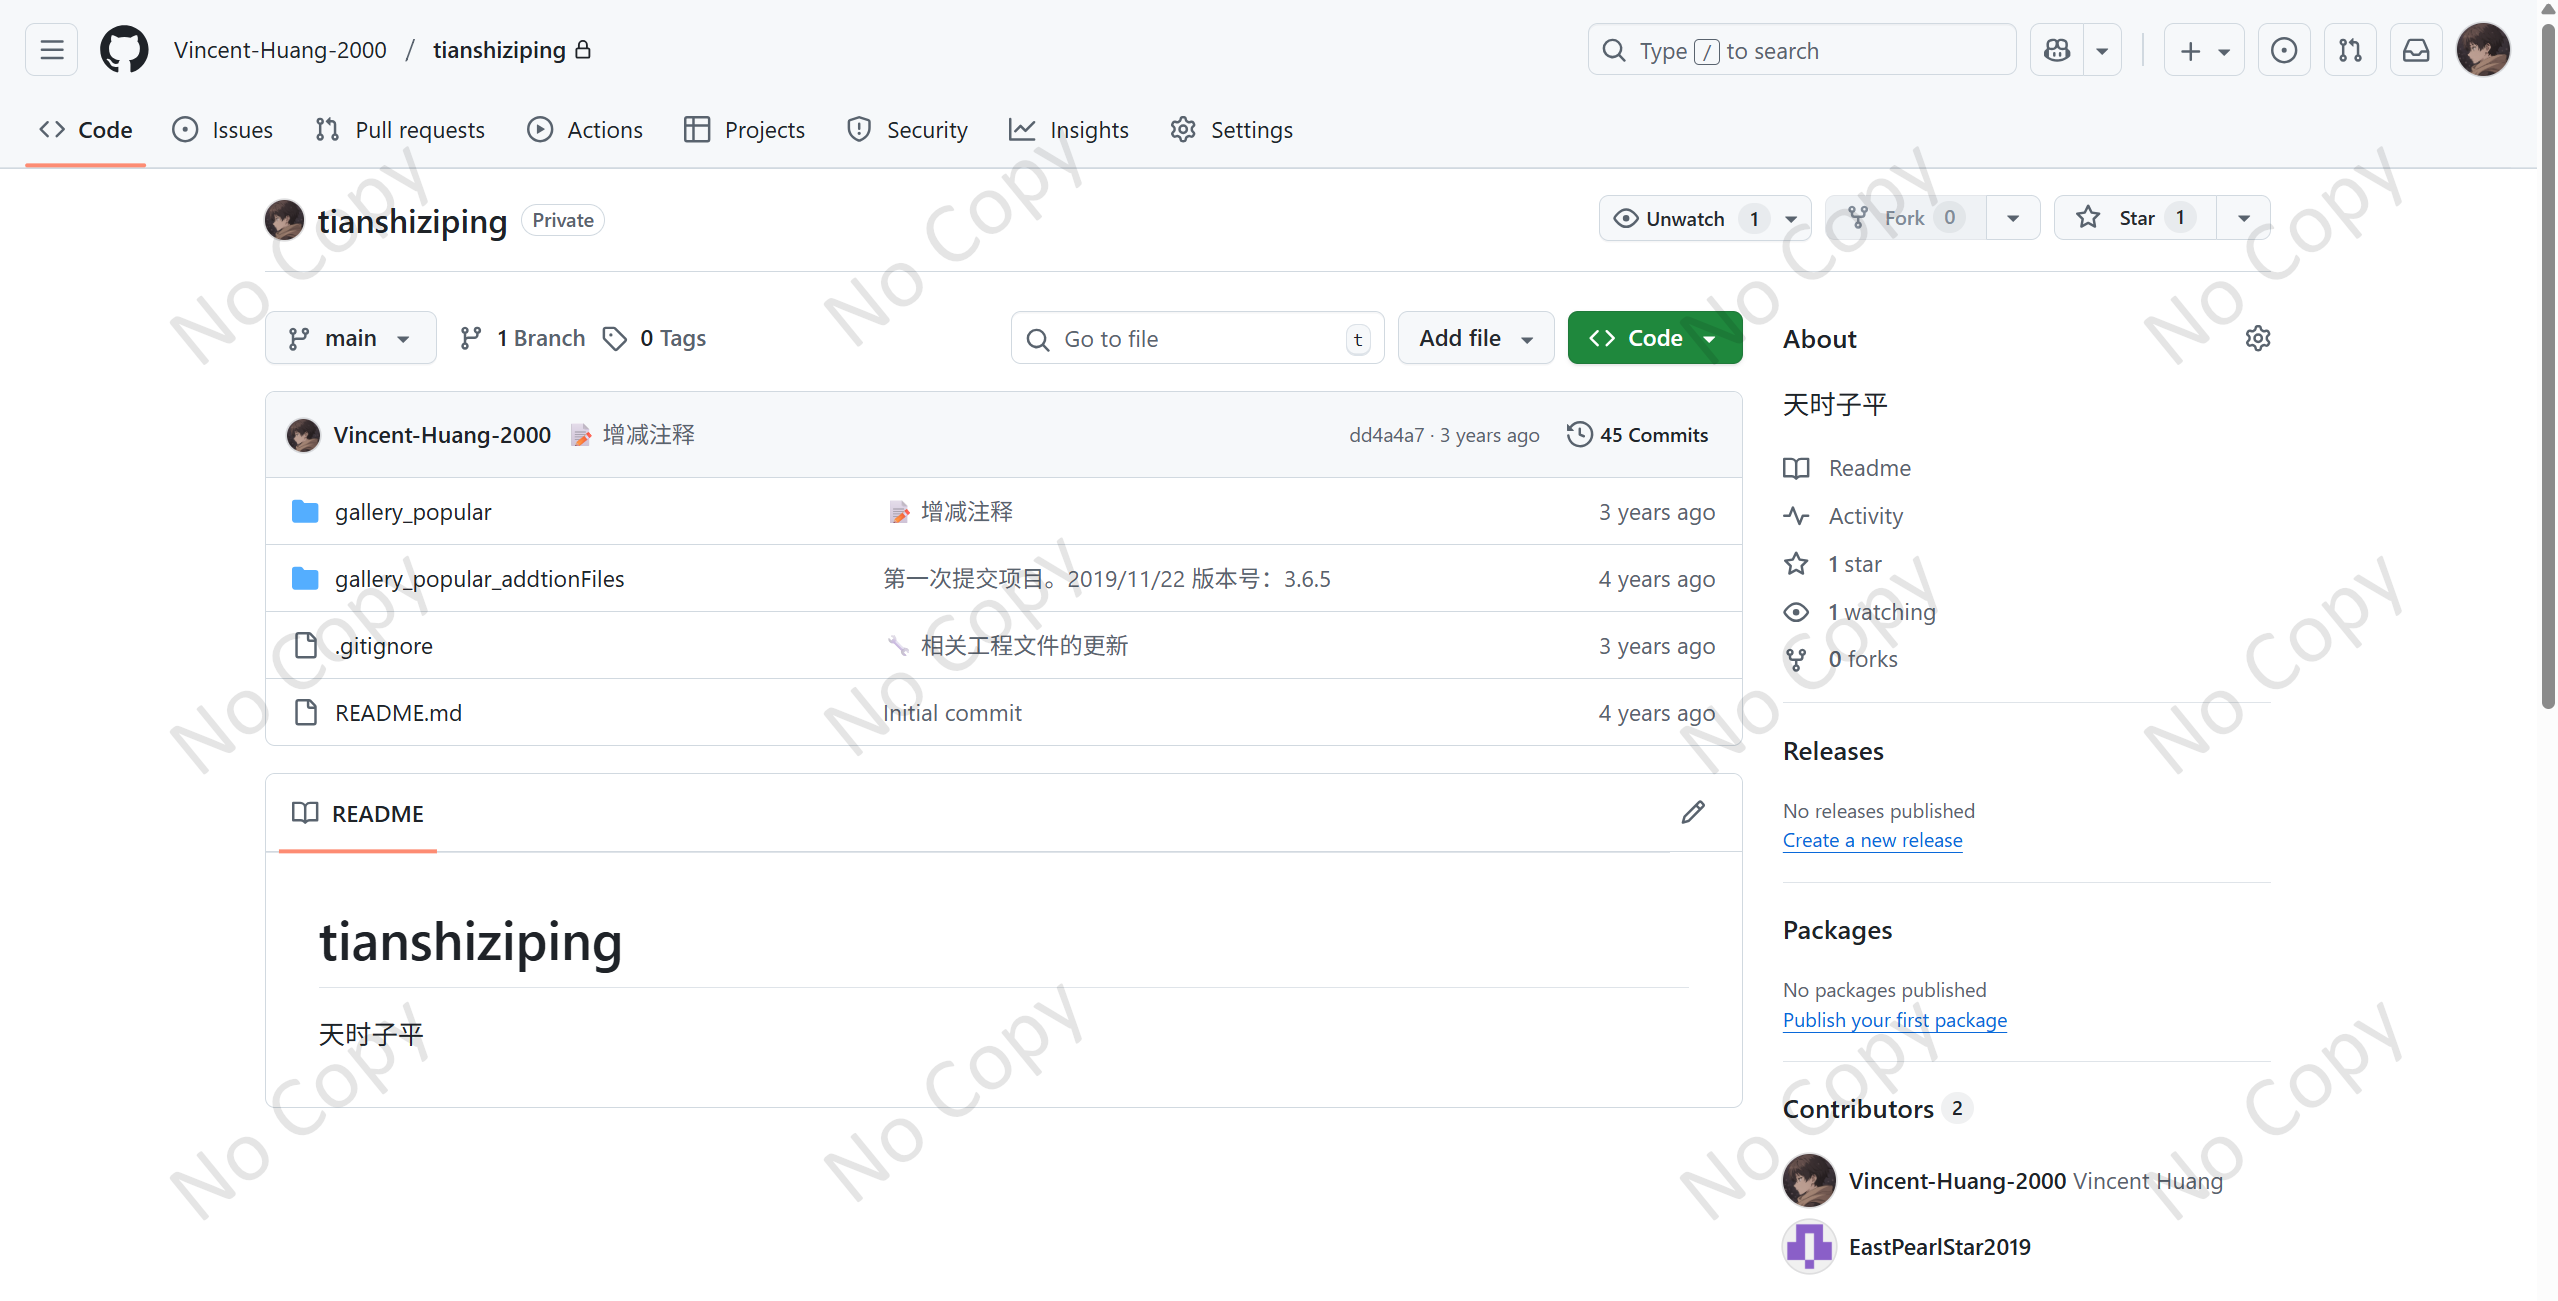 Vincent-Huang-2000 / tianshiziping
Type / to search
Code Issues Pull requests Actions Projects Security Insights Settings
tianshiziping Private
Unwatch 1 Fork 0 Star 1
main 1 Branch 0 Tags
Go to file t Add file Code
Vincent-Huang-2000 增减注释 dd4a4a7 · 3 years ago 45 Commits
gallery_popular 增减注释 3 years ago
gallery_popular_addtionFiles 第一次提交项目。2019/11/22 版本号：3.6.5 4 years ago
.gitignore 相关工程文件的更新 3 years ago
README.md Initial commit 4 years ago
README
tianshiziping
天时子平
About
天时子平
Readme
Activity
1 star
1 watching
0 forks
Releases
No releases published
Create a new release
Packages
No packages published
Publish your first package
Contributors 2
Vincent-Huang-2000 Vincent Huang
EastPearlStar2019
No Copy
No Copy
No Copy
No Copy
No Copy
No Copy
No Copy
No Copy
No Copy
No Copy
No Copy
No Copy